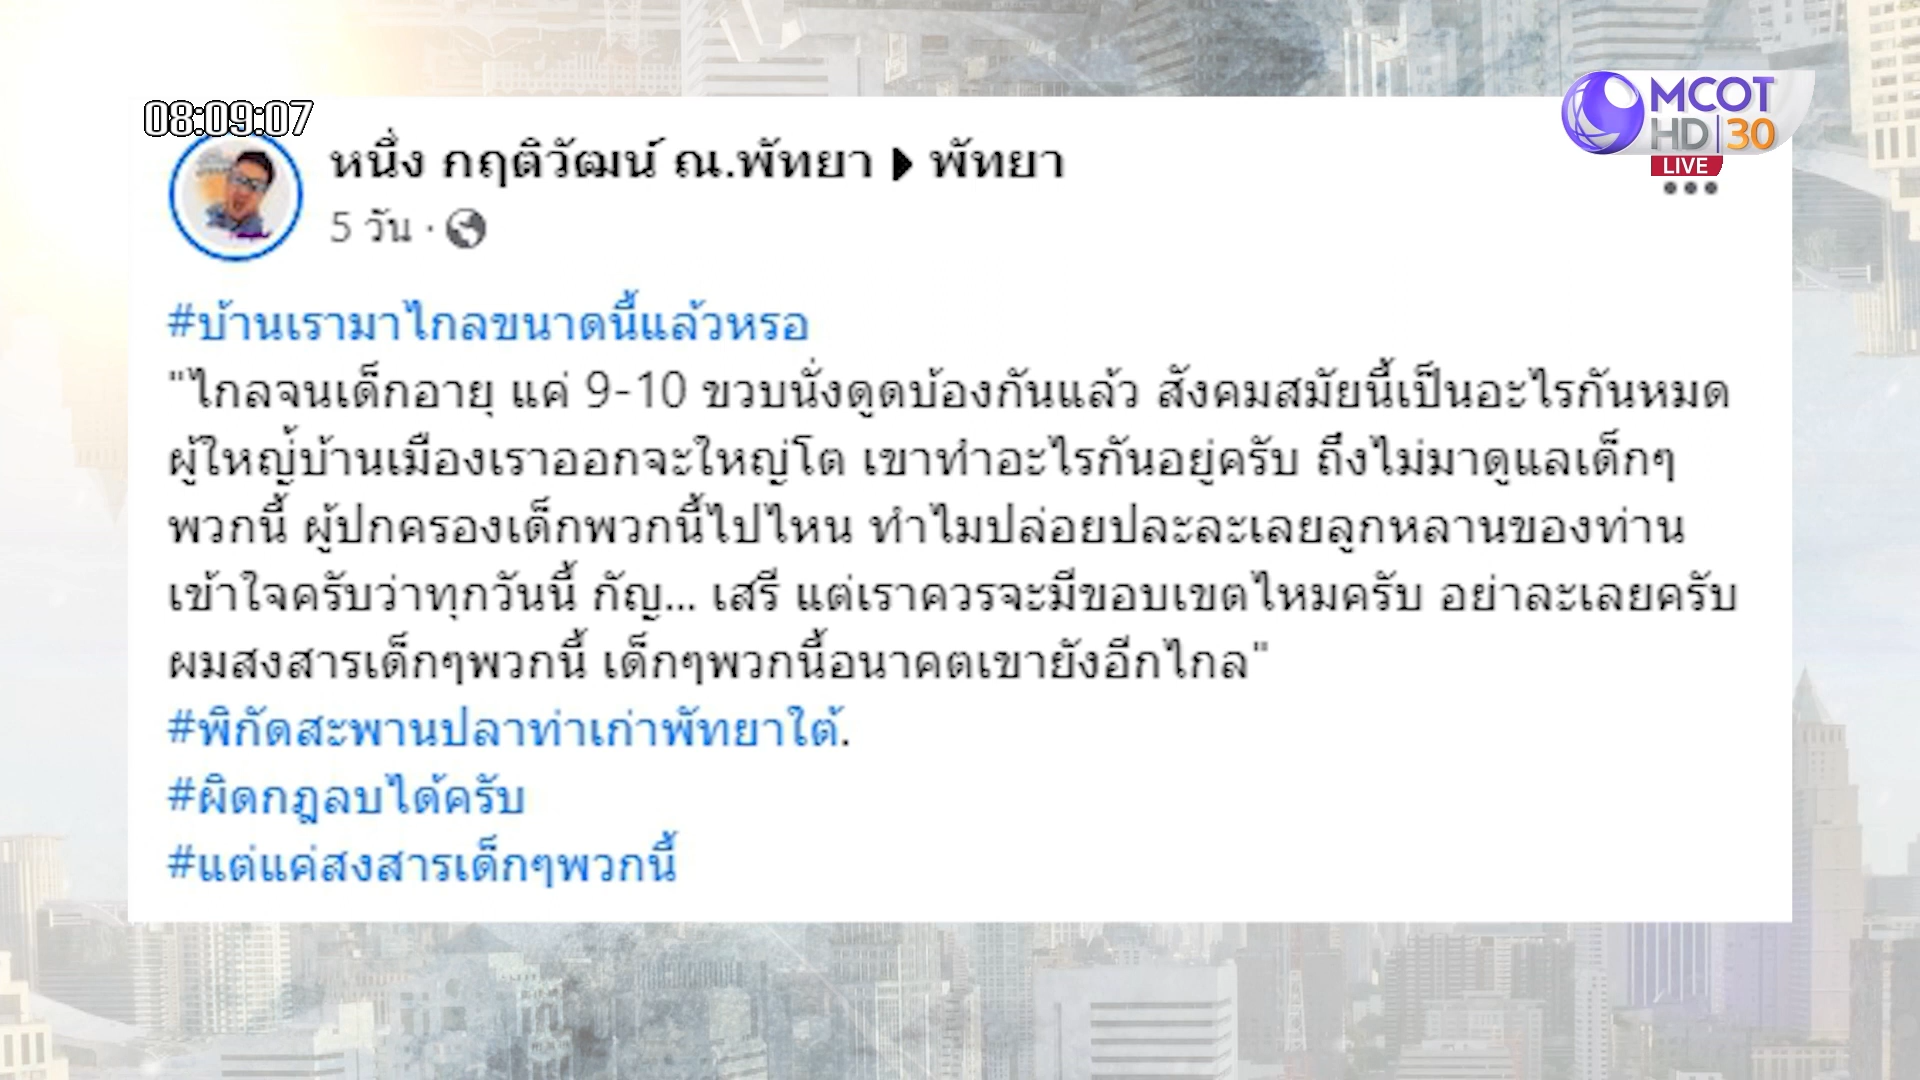 08:09:07
MCOT
HD 30
LIVE
หนึ่ง กฤติวัฒน์ ณ.พัทยา ▶ พัทยา
5 วัน ·
#บ้านเรามาไกลขนาดนี้แล้วหรอ
"ไกลจนเด็กอายุ แค่ 9-10 ขวบนั่งดูดบ้องกันแล้ว สังคมสมัยนี้เป็นอะไรกันหมด
ผู้ใหญ่บ้านเมืองเราออกจะใหญ่โต เขาทำอะไรกันอยู่ครับ ถึงไม่มาดูแลเด็กๆ
พวกนี้ ผู้ปกครองเด็กพวกนี้ไปไหน ทำไมปล่อยปละละเลยลูกหลานของท่าน
เข้าใจครับว่าทุกวันนี้ กัญ... เสรี แต่เราควรจะมีขอบเขตไหมครับ อย่าละเลยครับ
ผมสงสารเด็กๆพวกนี้ เด็กๆพวกนี้อนาคตเขายังอีกไกล"
#พิกัดสะพานปลาท่าเก่าพัทยาใต้.
#ผิดกฎลบได้ครับ
#แต่แค่สงสารเด็กๆพวกนี้